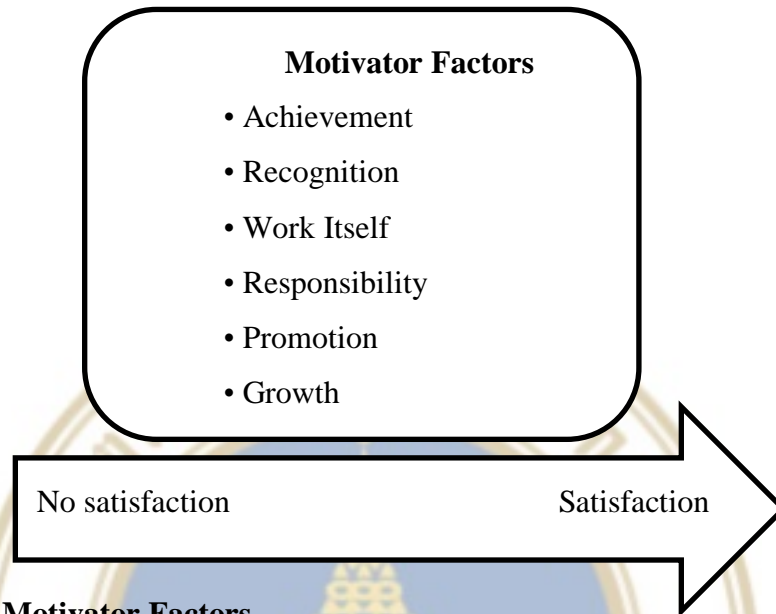 Motivator Factors
• Achievement
• Recognition
• Work Itself
• Responsibility
• Promotion
• Growth
No satisfaction Satisfaction
Motivator Factors